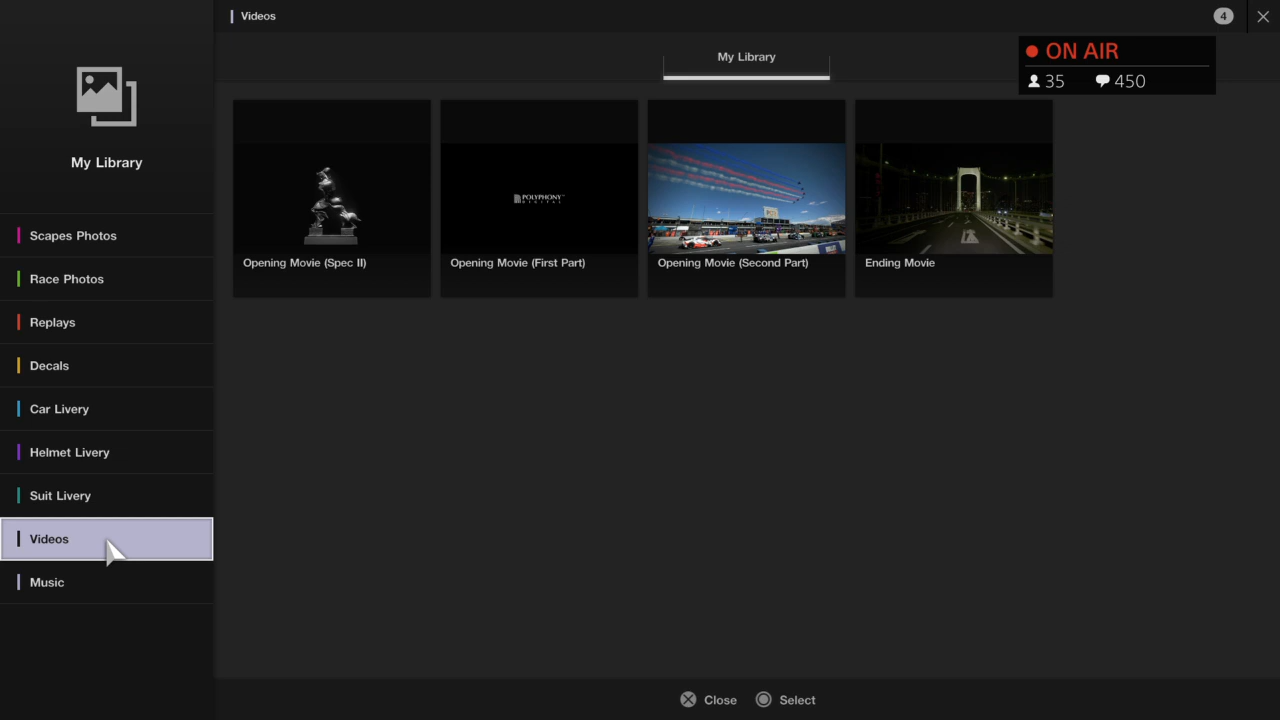 Videos
4
My Library
ON AIR
35 450
My Library
Scapes Photos
Race Photos
Replays
Decals
Car Livery
Helmet Livery
Suit Livery
Videos
Music
POLYPHONY
DIGITAL
Opening Movie (Spec II)
Opening Movie (First Part)
Opening Movie (Second Part)
Ending Movie
Close Select